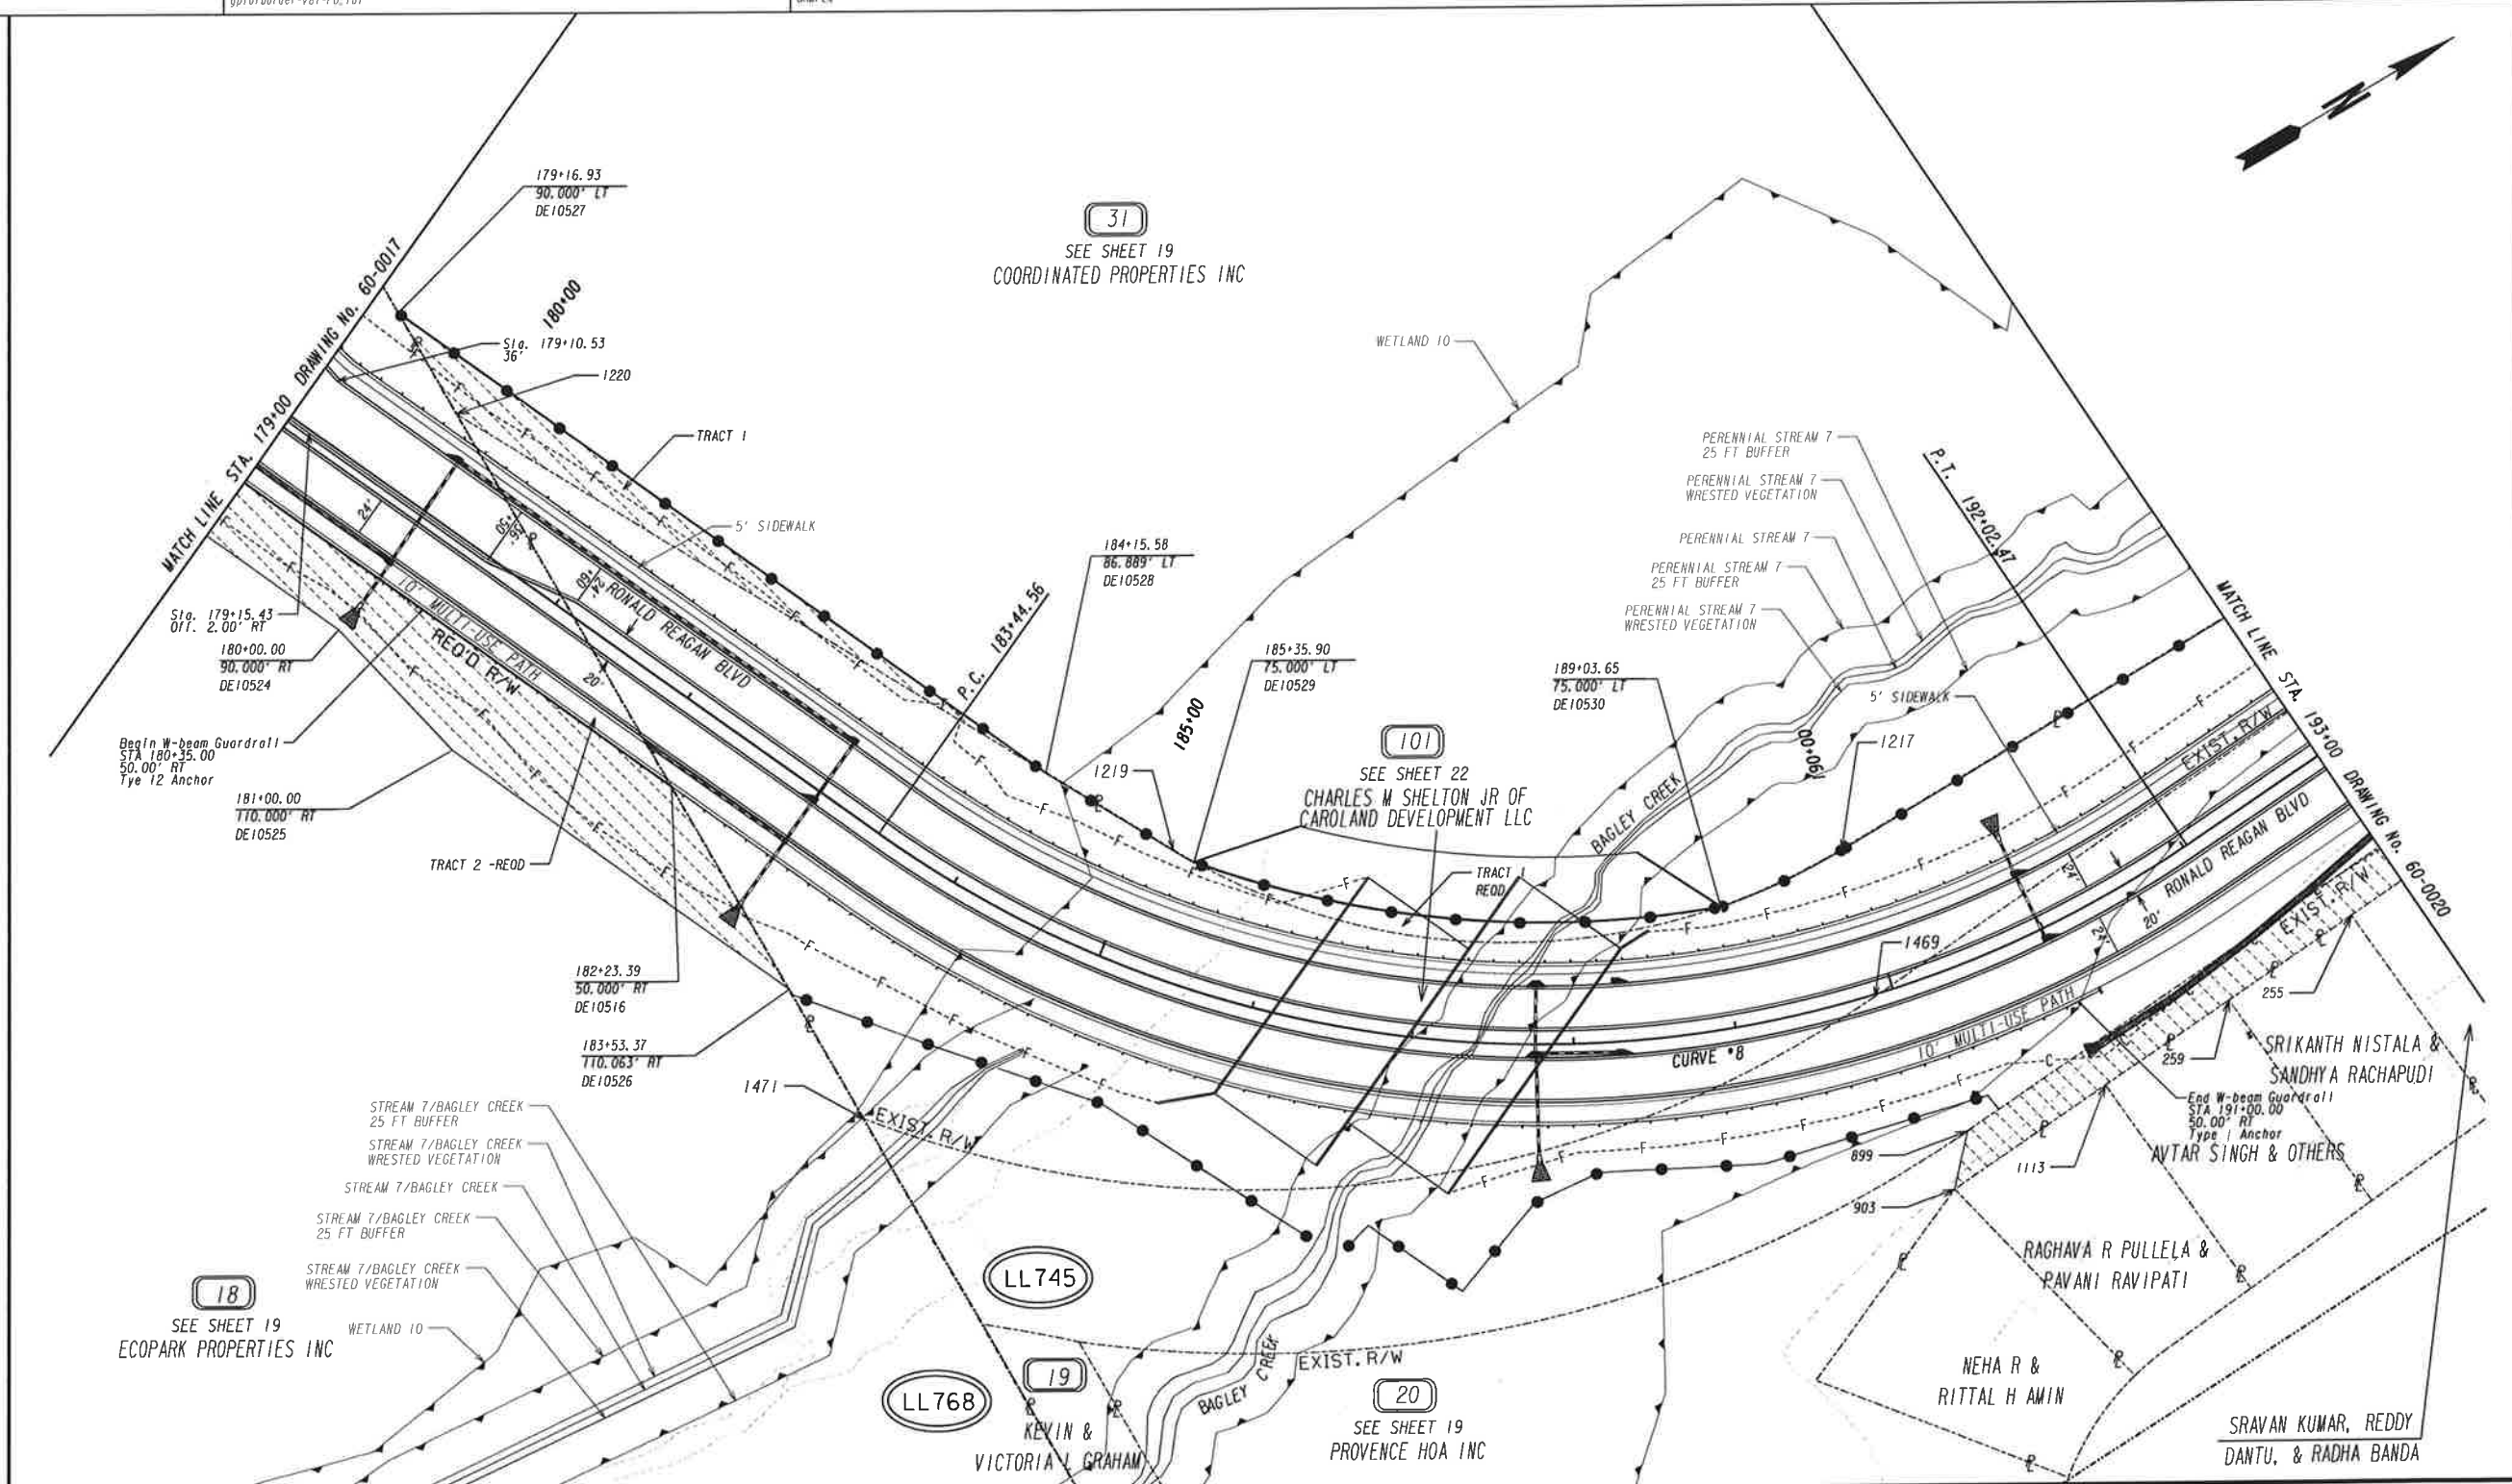 gptorborder-V8i-PO.tbl
179+16.93
90.000' LT
DE10527
31
SEE SHEET 19
COORDINATED PROPERTIES INC
N
MATCH LINE STA. 179+00 DRAWING No. 60-0017
180+00
Sta. 179+10.53
36'
1220
WETLAND 10
TRACT 1
5' SIDEWALK
24'
+50
36'
+60
24'
RONALD REAGAN BLVD
10' MULTI-USE PATH
REQ'D R/W
20'
Sta. 179+15.43
Off. 2.00' RT
180+00.00
90.000' RT
DE10524
Begin W-beam Guardrail
STA 180+35.00
50.00' RT
Tye 12 Anchor
181+00.00
110.000' RT
DE10525
TRACT 2 -REQD
184+15.58
86.889' LT
DE10528
P.C. 183+44.56
185+35.90
75.000' LT
DE10529
185+00
1219
189+03.65
75.000' LT
DE10530
PERENNIAL STREAM 7
25 FT BUFFER
PERENNIAL STREAM 7
WRESTED VEGETATION
PERENNIAL STREAM 7
PERENNIAL STREAM 7
25 FT BUFFER
PERENNIAL STREAM 7
WRESTED VEGETATION
P.T. 192+02.47
5' SIDEWALK
190+00
1217
101
SEE SHEET 22
CHARLES M SHELTON JR OF
CAROLAND DEVELOPMENT LLC
BAGLEY CREEK
TRACT 1
REQD
MATCH LINE STA. 193+00 DRAWING No. 60-0020
EXIST. R/W
RONALD REAGAN BLVD
24'
20'
24'
EXIST. R/W
1469
CURVE #8
10' MULTI-USE PATH
182+23.39
50.000' RT
DE10516
183+53.37
110.063' RT
DE10526
1471
EXIST. R/W
STREAM 7/BAGLEY CREEK
25 FT BUFFER
STREAM 7/BAGLEY CREEK
WRESTED VEGETATION
STREAM 7/BAGLEY CREEK
STREAM 7/BAGLEY CREEK
25 FT BUFFER
STREAM 7/BAGLEY CREEK
WRESTED VEGETATION
WETLAND 10
18
SEE SHEET 19
ECOPARK PROPERTIES INC
LL745
LL768
19
KEVIN &
VICTORIA L GRAHAM
BAGLEY CREEK
EXIST. R/W
20
SEE SHEET 19
PROVENCE HOA INC
255
259
SRIKANTH NISTALA &
SANDHYA RACHAPUDI
End W-beam Guardrail
STA 191+00.00
50.00' RT
Type 1 Anchor
AVTAR SINGH & OTHERS
899
1113
903
RAGHAVA R PULLELA &
PAVANI RAVIPATI
NEHA R &
RITTAL H AMIN
SRAVAN KUMAR, REDDY
DANTU, & RADHA BANDA